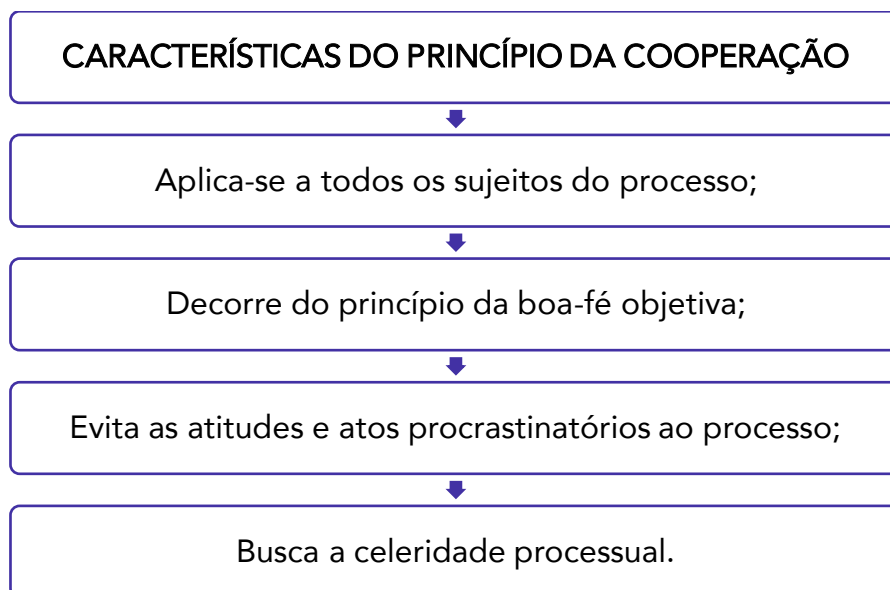 CARACTERÍSTICAS DO PRINCÍPIO DA COOPERAÇÃO
Aplica-se a todos os sujeitos do processo;
Decorre do princípio da boa-fé objetiva;
Evita as atitudes e atos procrastinatórios ao processo;
Busca a celeridade processual.